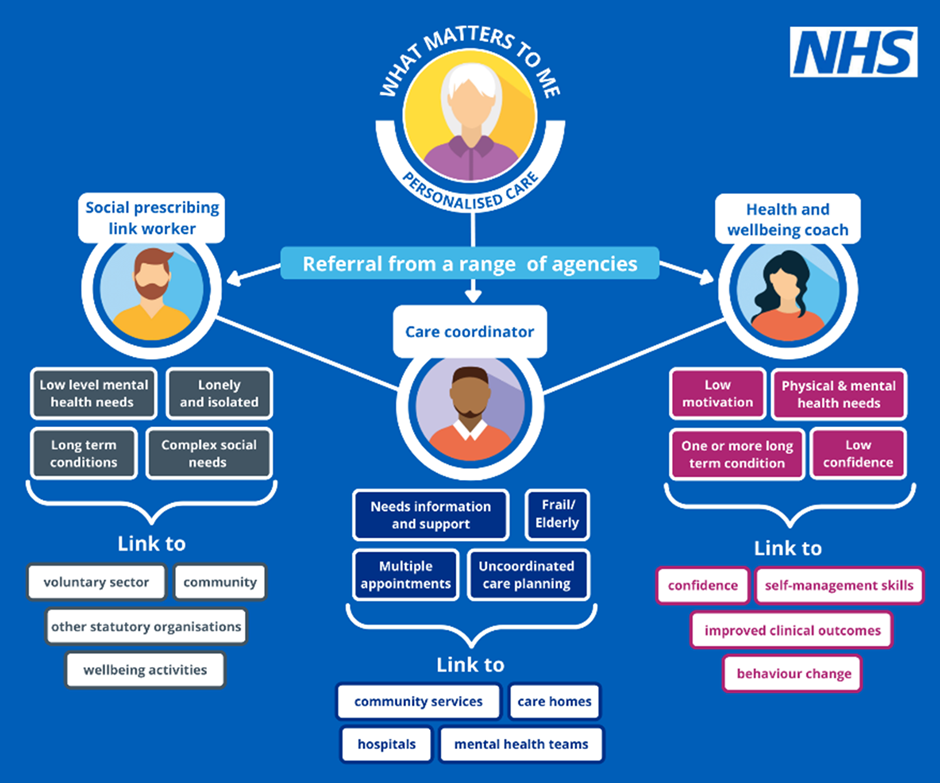 WHAT MATTERS TO ME
NHS
PERSONALISED CARE
Social prescribing
link worker
Health and
wellbeing coach
Referral from a range of agencies
Care coordinator
Low level mental
health needs
Lonely
and isolated
Long term
conditions
Complex social
needs
Link to
voluntary sector
community
other statutory organisations
wellbeing activities
Needs information
and support
Frail/
Elderly
Multiple
appointments
Uncoordinated
care planning
Link to
community services
care homes
hospitals
mental health teams
Low
motivation
Physical & mental
health needs
One or more long
term condition
Low
confidence
Link to
confidence
self-management skills
improved clinical outcomes
behaviour change